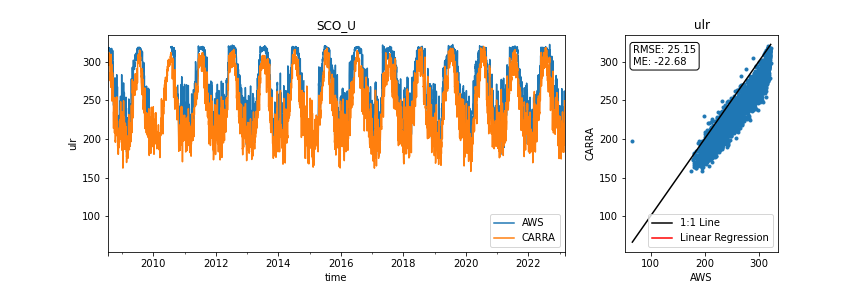 SCO_U
ulr
300
250
200
150
100
2010
2012
2014
2016
2018
2020
2022
time
ulr
AWS
CARRA
ulr
RMSE: 25.15
ME: -22.68
300
250
200
150
100
CARRA
100
200
300
AWS
1:1 Line
Linear Regression